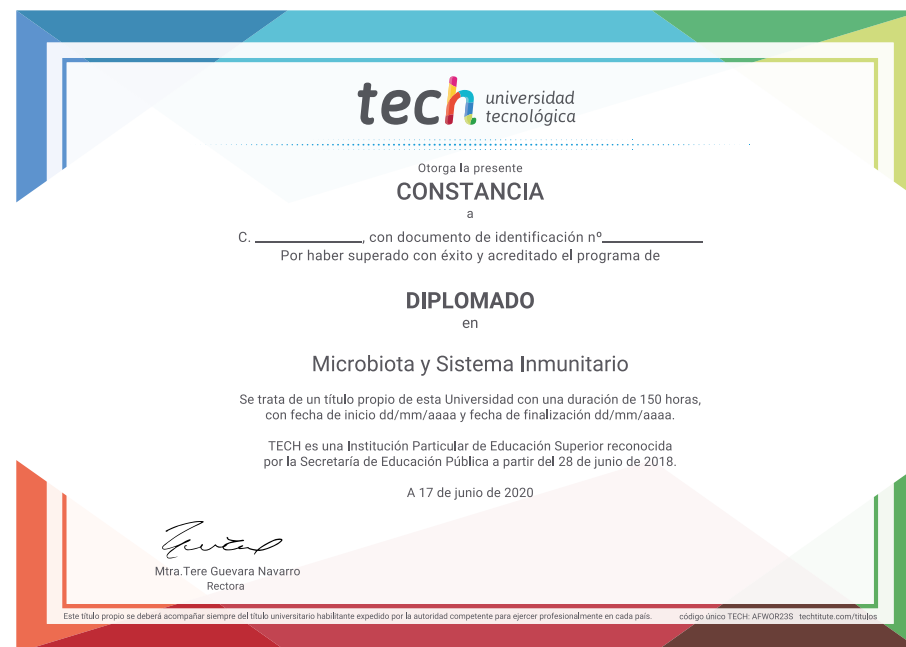 tech universidad
tecnológica
Otorga la presente
CONSTANCIA
a
C. ____________, con documento de identificación nº____________
Por haber superado con éxito y acreditado el programa de
DIPLOMADO
en
Microbiota y Sistema Inmunitario
Se trata de un título propio de esta Universidad con una duración de 150 horas,
con fecha de inicio dd/mm/aaaa y fecha de finalización dd/mm/aaaa.
TECH es una Institución Particular de Educación Superior reconocida
por la Secretaría de Educación Pública a partir del 28 de junio de 2018.
A 17 de junio de 2020
Mtra.Tere Guevara Navarro
Rectora
Este título propio se deberá acompañar siempre del título universitario habilitante expedido por la autoridad competente para ejercer profesionalmente en cada país. código único TECH: AFWOR23S techtitute.com/titulos